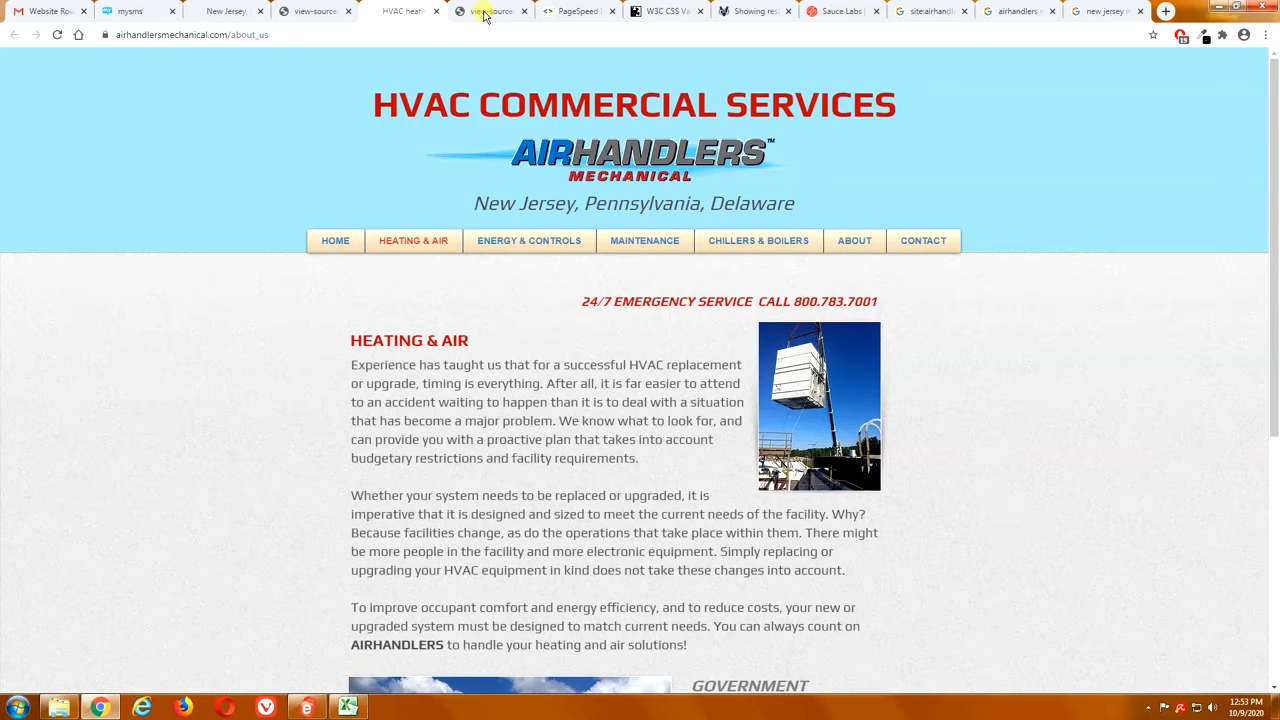 Website Rou
mysms
New Jersey,
view-source:
HVAC heati
view-source:
PageSpeed I
W3C CSS Va
Showing resu
Sauce Labs |
site:airhandl
airhandlers m
new jersey m
airhandlersmechanical.com/about_us
HVAC COMMERCIAL SERVICES
AIRHANDLERS™
MECHANICAL
New Jersey, Pennsylvania, Delaware
HOME
HEATING & AIR
ENERGY & CONTROLS
MAINTENANCE
CHILLERS & BOILERS
ABOUT
CONTACT
24/7 EMERGENCY SERVICE CALL 800.783.7001
HEATING & AIR
Experience has taught us that for a successful HVAC replacement
or upgrade, timing is everything. After all, it is far easier to attend
to an accident waiting to happen than it is to deal with a situation
that has become a major problem. We know what to look for, and
can provide you with a proactive plan that takes into account
budgetary restrictions and facility requirements.
Whether your system needs to be replaced or upgraded, it is
imperative that it is designed and sized to meet the current needs of the facility. Why?
Because facilities change, as do the operations that take place within them. There might
be more people in the facility and more electronic equipment. Simply replacing or
upgrading your HVAC equipment in kind does not take these changes into account.
To improve occupant comfort and energy efficiency, and to reduce costs, your new or
upgraded system must be designed to match current needs. You can always count on
AIRHANDLERS to handle your heating and air solutions!
GOVERNMENT
12:53 PM
10/9/2020